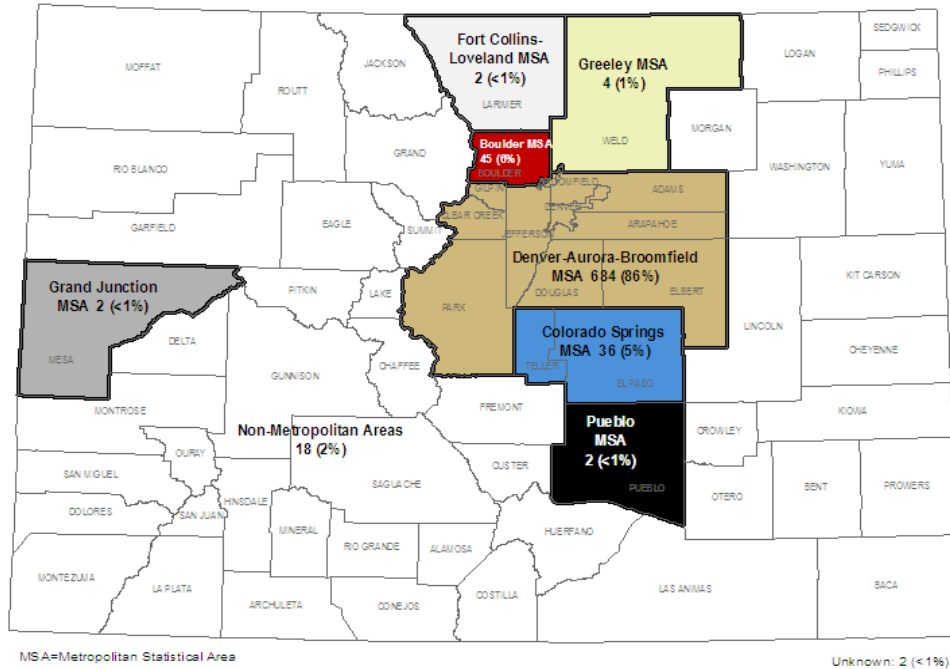 SEDGWICK
Fort Collins-
Loveland MSA
2 (<1%)
LARIMER
Greeley MSA
4 (1%)
WELD
LOGAN
PHILLIPS
MOFFAT
ROUTT
JACKSON
MORGAN
GRAND
Boulder MSA
45 (6%)
BOULDER
WASHINGTON
YUMA
RIO BLANCO
GILPIN
BROOMFIELD
ADAMS
GARFIELD
EAGLE
SUMMIT
CLEAR CREEK
DENVER
JEFFERSON
ARAPAHOE
Denver-Aurora-Broomfield
MSA 684 (86%)
DOUGLAS
ELBERT
PARK
KIT CARSON
Grand Junction
MSA 2 (<1%)
MESA
PITKIN
LAKE
DELTA
LINCOLN
Colorado Springs
MSA 36 (5%)
TELLER
EL PASO
CHEYENNE
GUNNISON
CHAFFEE
MONTROSE
FREMONT
KIOWA
Non-Metropolitan Areas
18 (2%)
Pueblo
MSA
2 (<1%)
PUEBLO
CROWLEY
OURAY
SAN MIGUEL
SAGUACHE
CUSTER
OTERO
BENT
PROWERS
DOLORES
SAN JUAN
HINSDALE
MINERAL
HUERFANO
RIO GRANDE
ALAMOSA
MONTEZUMA
LA PLATA
ARCHULETA
CONEJOS
COSTILLA
LAS ANIMAS
BACA
MSA=Metropolitan Statistical Area
Unknown: 2 (<1%)